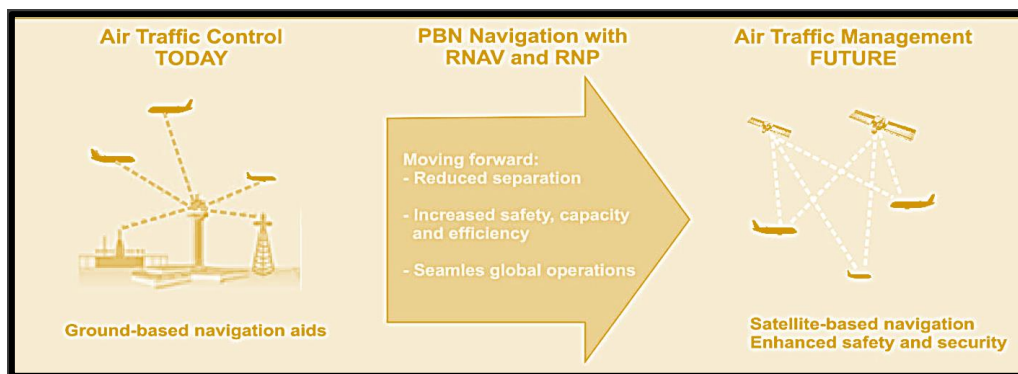 Air Traffic Control
TODAY
PBN Navigation with
RNAV and RNP
Air Traffic Management
FUTURE
Moving forward:
- Reduced separation
- Increased safety, capacity
and efficiency
- Seamles global operations
Ground-based navigation aids
Satellite-based navigation
Enhanced safety and security